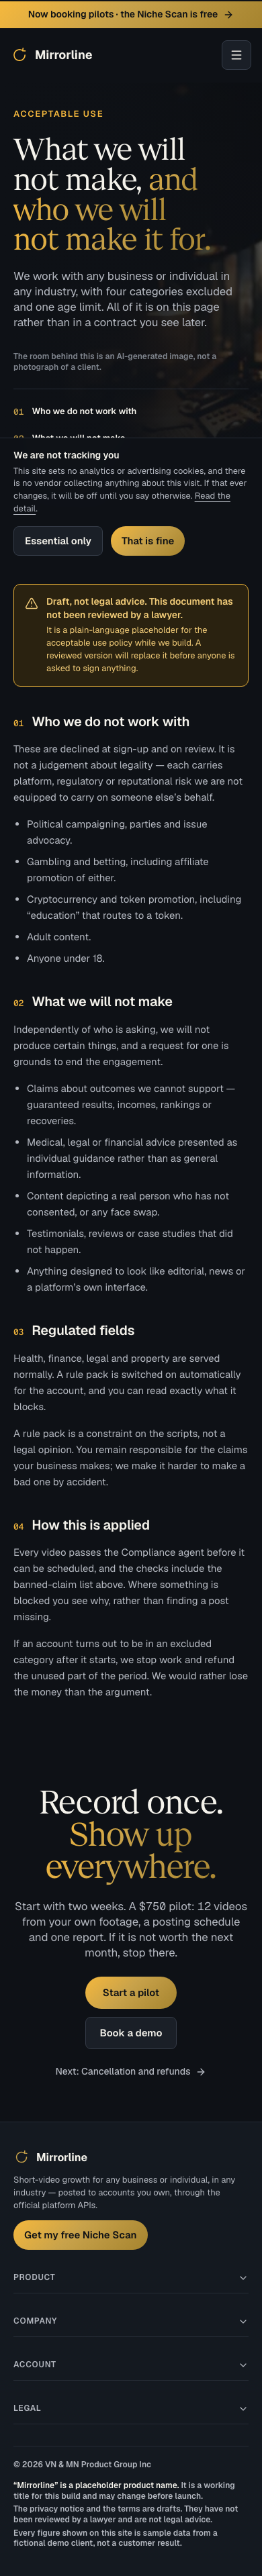 Now booking pilots · the Niche Scan is free →
Mirrorline
ACCEPTABLE USE
What we will
not make, and
who we will
not make it for.
We work with any business or individual in
any industry, with four categories excluded
and one age limit. All of it is on this page
rather than in a contract you see later.
The room behind this is an AI-generated image, not a
photograph of a client.
01 Who we do not work with
We are not tracking you
This site sets no analytics or advertising cookies, and there
is no vendor collecting anything about this visit. If that ever
changes, it will be off until you say otherwise. Read the
detail.
Essential only
That is fine
Draft, not legal advice. This document has
not been reviewed by a lawyer.
It is a plain-language placeholder for the
acceptable use policy while we build. A
reviewed version will replace it before anyone is
asked to sign anything.
01 Who we do not work with
These are declined at sign-up and on review. It is
not a judgement about legality — each carries
platform, regulatory or reputational risk we are not
equipped to carry on someone else’s behalf.
• Political campaigning, parties and issue
advocacy.
• Gambling and betting, including affiliate
promotion of either.
• Cryptocurrency and token promotion, including
“education” that routes to a token.
• Adult content.
• Anyone under 18.
02 What we will not make
Independently of who is asking, we will not
produce certain things, and a request for one is
grounds to end the engagement.
• Claims about outcomes we cannot support —
guaranteed results, incomes, rankings or
recoveries.
• Medical, legal or financial advice presented as
individual guidance rather than as general
information.
• Content depicting a real person who has not
consented, or any face swap.
• Testimonials, reviews or case studies that did
not happen.
• Anything designed to look like editorial, news or
a platform’s own interface.
03 Regulated fields
Health, finance, legal and property are served
normally. A rule pack is switched on automatically
for the account, and you can read exactly what it
blocks.
A rule pack is a constraint on the scripts, not a
legal opinion. You remain responsible for the claims
your business makes; we make it harder to make a
bad one by accident.
04 How this is applied
Every video passes the Compliance agent before it
can be scheduled, and the checks include the
banned-claim list above. Where something is
blocked you see why, rather than finding a post
missing.
If an account turns out to be in an excluded
category after it starts, we stop work and refund
the unused part of the period. We would rather lose
the money than the argument.
Record once.
Show up
everywhere.
Start with two weeks. A $750 pilot: 12 videos
from your own footage, a posting schedule
and one report. If it is not worth the next
month, stop there.
Start a pilot
Book a demo
Next: Cancellation and refunds →
Mirrorline
Short-video growth for any business or individual, in any
industry — posted to accounts you own, through the
official platform APIs.
Get my free Niche Scan
PRODUCT
COMPANY
ACCOUNT
LEGAL
© 2026 VN & MN Product Group Inc
“Mirrorline” is a placeholder product name. It is a working
title for this build and may change before launch.
The privacy notice and the terms are drafts. They have not
been reviewed by a lawyer and are not legal advice.
Every figure shown on this site is sample data from a
fictional demo client, not a customer result.